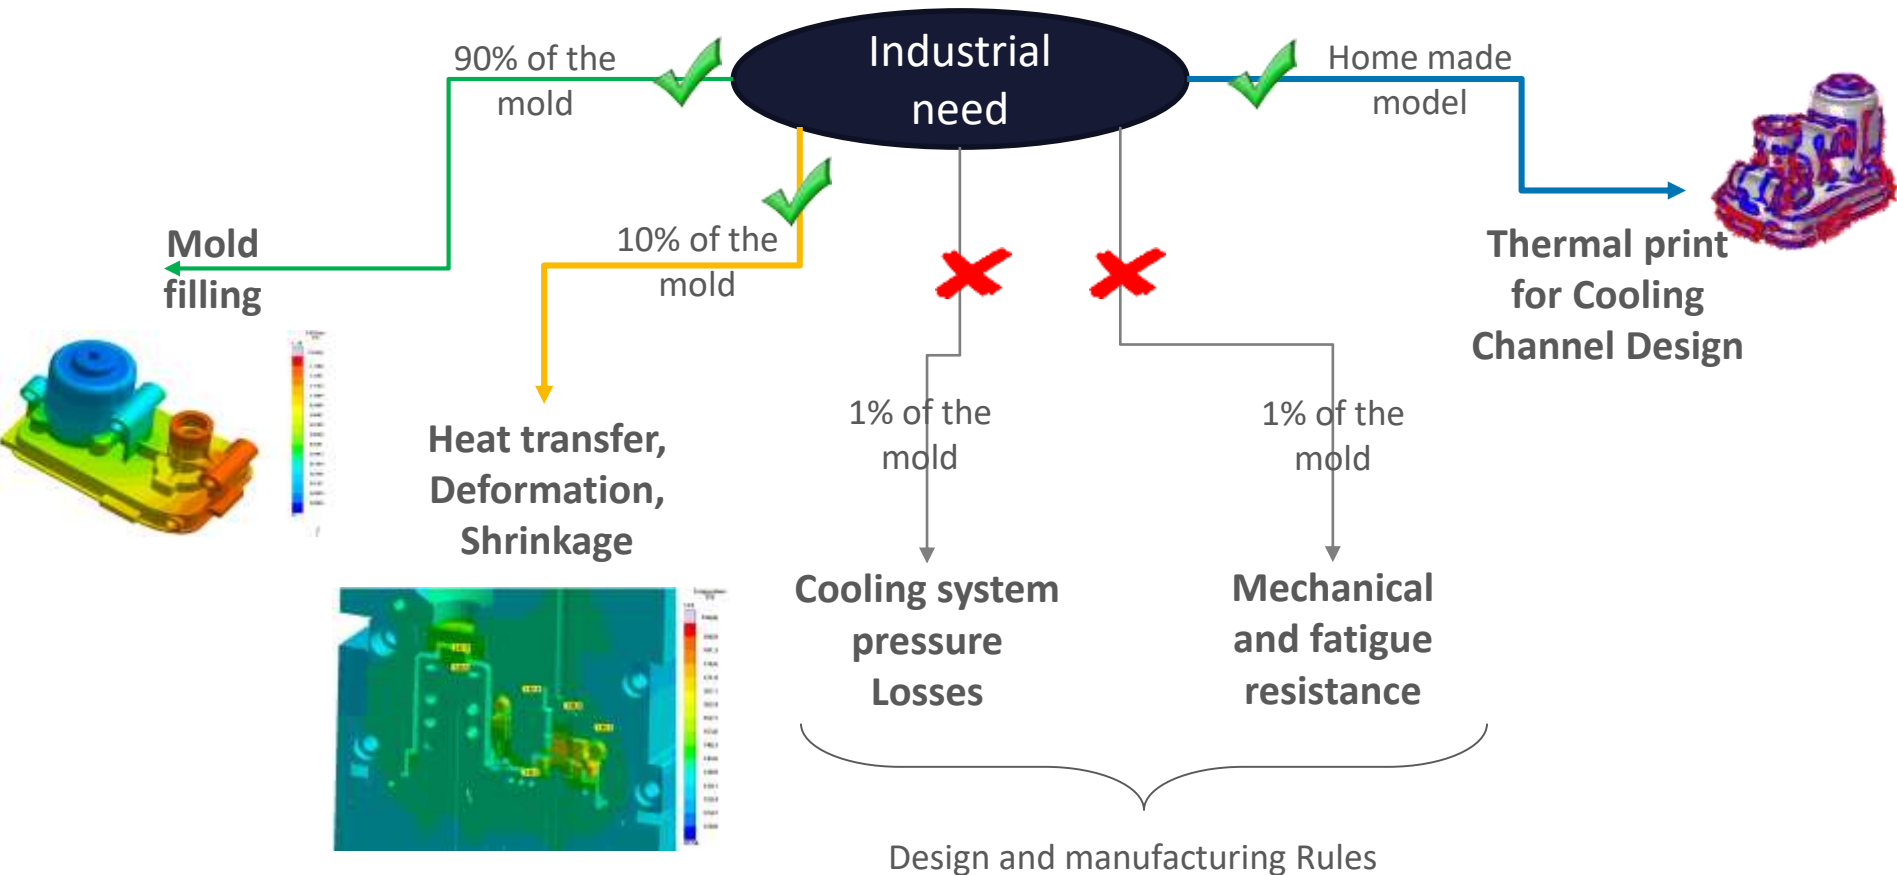 Industrial
need
90% of the
mold
Home made
model
10% of the
mold
Mold
filling
Thermal print
for Cooling
Channel Design
1% of the
mold
1% of the
mold
Heat transfer,
Deformation,
Shrinkage
Cooling system
pressure
Losses
Mechanical
and fatigue
resistance
Design and manufacturing Rules